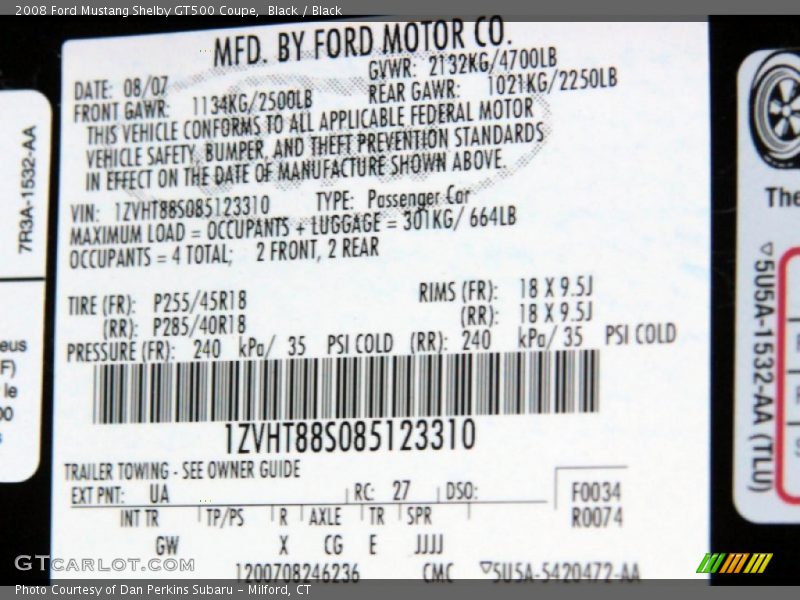 2008 Ford Mustang Shelby GT500 Coupe, Black / Black
MFD. BY FORD MOTOR CO.
DATE: 08/07 GVWR: 2132KG/4700LB
FRONT GAWR: 1134KG/2500LB REAR GAWR: 1021KG/2250LB
THIS VEHICLE CONFORMS TO ALL APPLICABLE FEDERAL MOTOR
VEHICLE SAFETY, BUMPER, AND THEFT PREVENTION STANDARDS
IN EFFECT ON THE DATE OF MANUFACTURE SHOWN ABOVE.
VIN: 1ZVHT88S085123310 TYPE: Passenger Car
MAXIMUM LOAD = OCCUPANTS + LUGGAGE = 301KG/ 664LB
OCCUPANTS = 4 TOTAL; 2 FRONT, 2 REAR
TIRE (FR): P255/45R18 RIMS (FR): 18 X 9.5J
(RR): P285/40R18 (RR): 18 X 9.5J
PRESSURE (FR): 240 kPa/ 35 PSI COLD (RR): 240 kPa/ 35 PSI COLD
1ZVHT88S085123310
TRAILER TOWING - SEE OWNER GUIDE
EXT PNT: UA RC: 27 DSO: F0034
INT TR TP/PS R AXLE TR SPR R0074
GW X CG E JJJJ
1200708246236 CMC ▽5U5A-5420472-AA
7R3A-1532-AA
eus
F)
le
00
The
▽5U5A-1532-AA (TLU)
GTCARLOT.COM
Photo Courtesy of Dan Perkins Subaru – Milford, CT